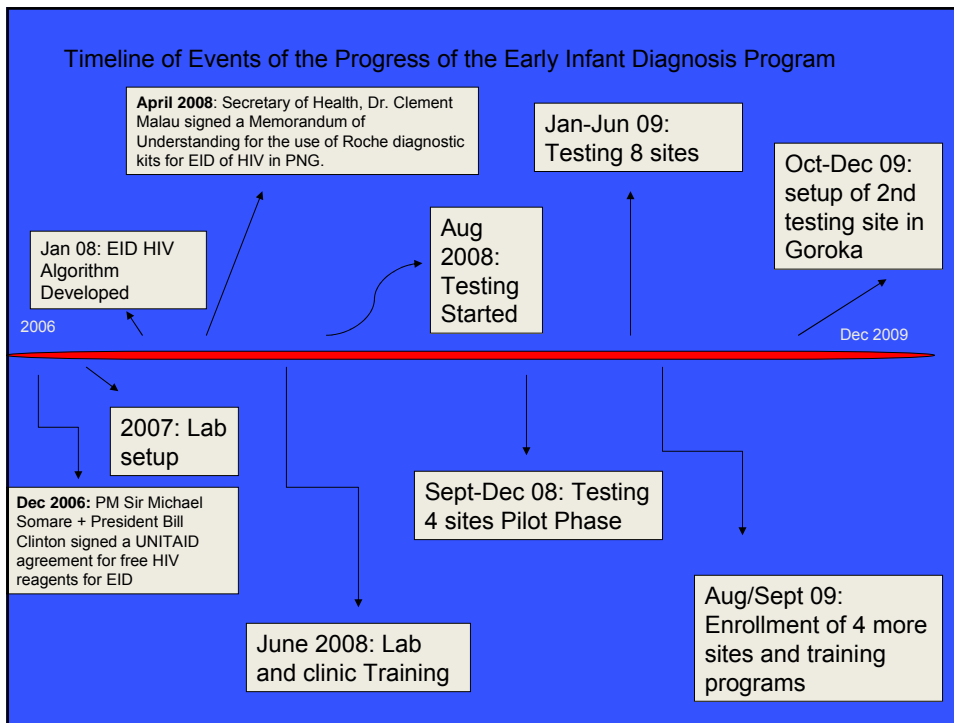 Timeline of Events of the Progress of the Early Infant Diagnosis Program
April 2008: Secretary of Health, Dr. Clement
Malau signed a Memorandum of
Understanding for the use of Roche diagnostic
kits for EID of HIV in PNG.
Jan-Jun 09:
Testing 8 sites
Oct-Dec 09:
setup of 2nd
testing site in
Goroka
Aug
2008:
Testing
Started
Jan 08: EID HIV
Algorithm
Developed
2006
Dec 2009
2007: Lab
setup
Dec 2006: PM Sir Michael
Somare + President Bill
Clinton signed a UNITAID
agreement for free HIV
reagents for EID
Sept-Dec 08: Testing
4 sites Pilot Phase
June 2008: Lab
and clinic Training
Aug/Sept 09:
Enrollment of 4 more
sites and training
programs